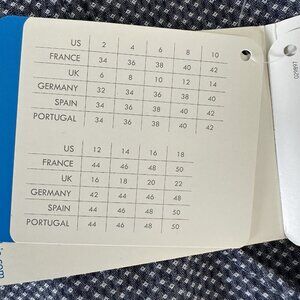 US 2 4 6 8 10
FRANCE 34 36 38 40 42
UK 6 8 10 12 14
GERMANY 32 34 36 38 40
SPAIN 34 36 38 40 42
PORTUGAL 34 36 38 40 42
US 12 14 16 18
FRANCE 44 46 48 50
UK 16 18 20 22
GERMANY 42 44 46 48
SPAIN 44 46 48 50
PORTUGAL 44 46 48 50